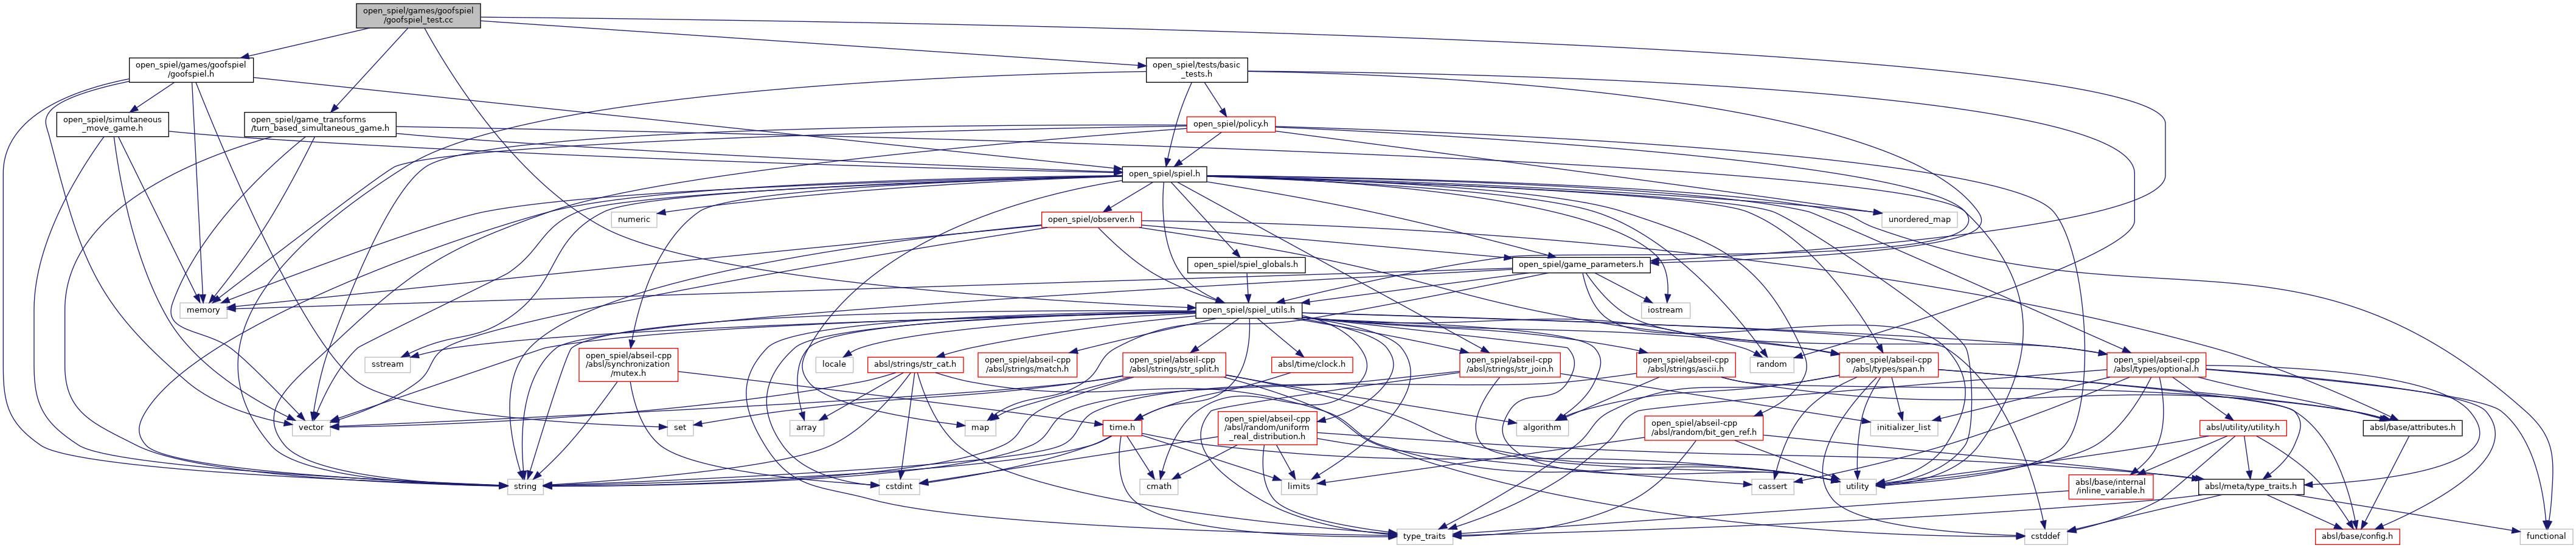 open_spiel/games/goofspiel
/goofspiel_test.cc
open_spiel/games/goofspiel
/goofspiel.h
open_spiel/tests/basic
_tests.h
open_spiel/simultaneous
_move_game.h
open_spiel/game_transforms
/turn_based_simultaneous_game.h
open_spiel/policy.h
open_spiel/spiel.h
numeric
open_spiel/observer.h
unordered_map
open_spiel/spiel_globals.h
open_spiel/game_parameters.h
memory
open_spiel/spiel_utils.h
iostream
open_spiel/abseil-cpp
/absl/synchronization
/mutex.h
sstream
locale
absl/strings/str_cat.h
open_spiel/abseil-cpp
/absl/strings/match.h
open_spiel/abseil-cpp
/absl/strings/str_split.h
absl/time/clock.h
open_spiel/abseil-cpp
/absl/strings/str_join.h
open_spiel/abseil-cpp
/absl/strings/ascii.h
random
open_spiel/abseil-cpp
/absl/types/span.h
open_spiel/abseil-cpp
/absl/types/optional.h
vector
set
array
map
time.h
open_spiel/abseil-cpp
/absl/random/uniform
_real_distribution.h
algorithm
open_spiel/abseil-cpp
/absl/random/bit_gen_ref.h
initializer_list
absl/utility/utility.h
absl/base/attributes.h
string
cstdint
cmath
limits
cassert
utility
absl/base/internal
/inline_variable.h
absl/meta/type_traits.h
type_traits
cstddef
absl/base/config.h
functional